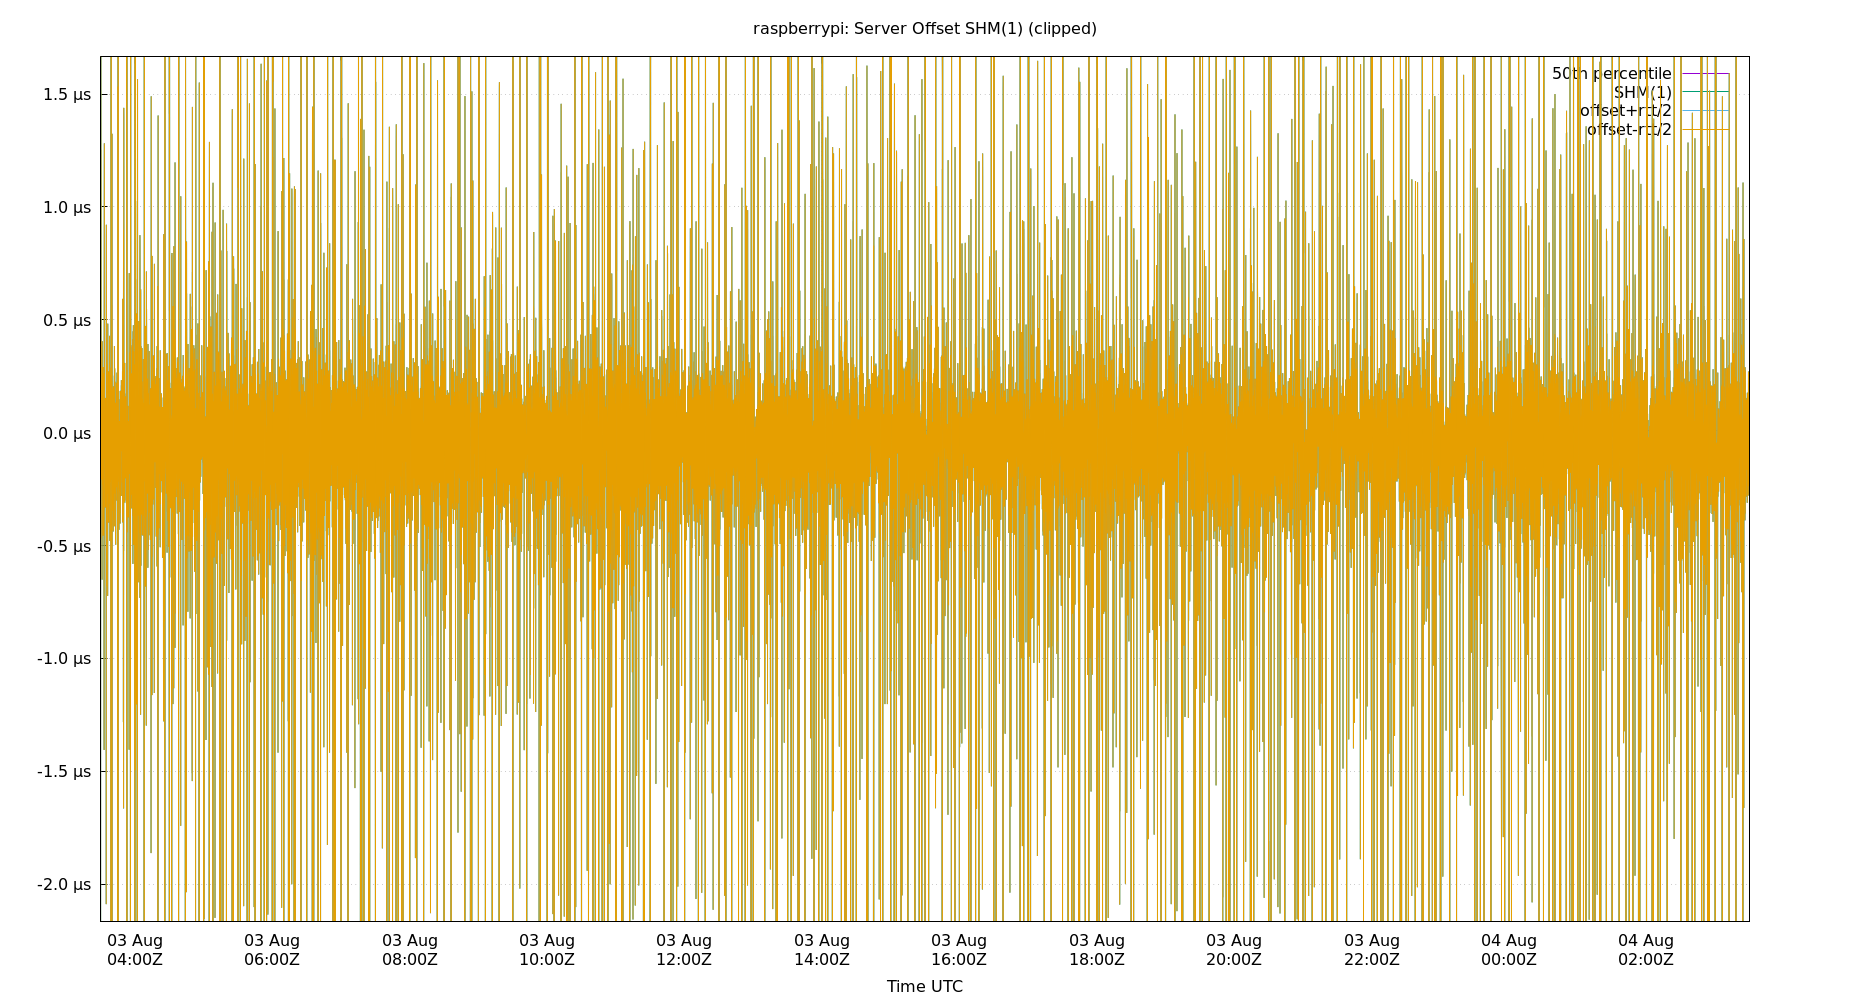 raspberrypi: Server Offset SHM(1) (clipped)
50th percentile
SHM(1)
offset+rtt/2
offset-rtt/2
1.5 µs
1.0 µs
0.5 µs
0.0 µs
-0.5 µs
-1.0 µs
-1.5 µs
-2.0 µs
03 Aug 03 Aug 03 Aug 03 Aug 03 Aug 03 Aug 03 Aug 03 Aug 03 Aug 03 Aug 04 Aug 04 Aug
04:00Z 06:00Z 08:00Z 10:00Z 12:00Z 14:00Z 16:00Z 18:00Z 20:00Z 22:00Z 00:00Z 02:00Z
Time UTC